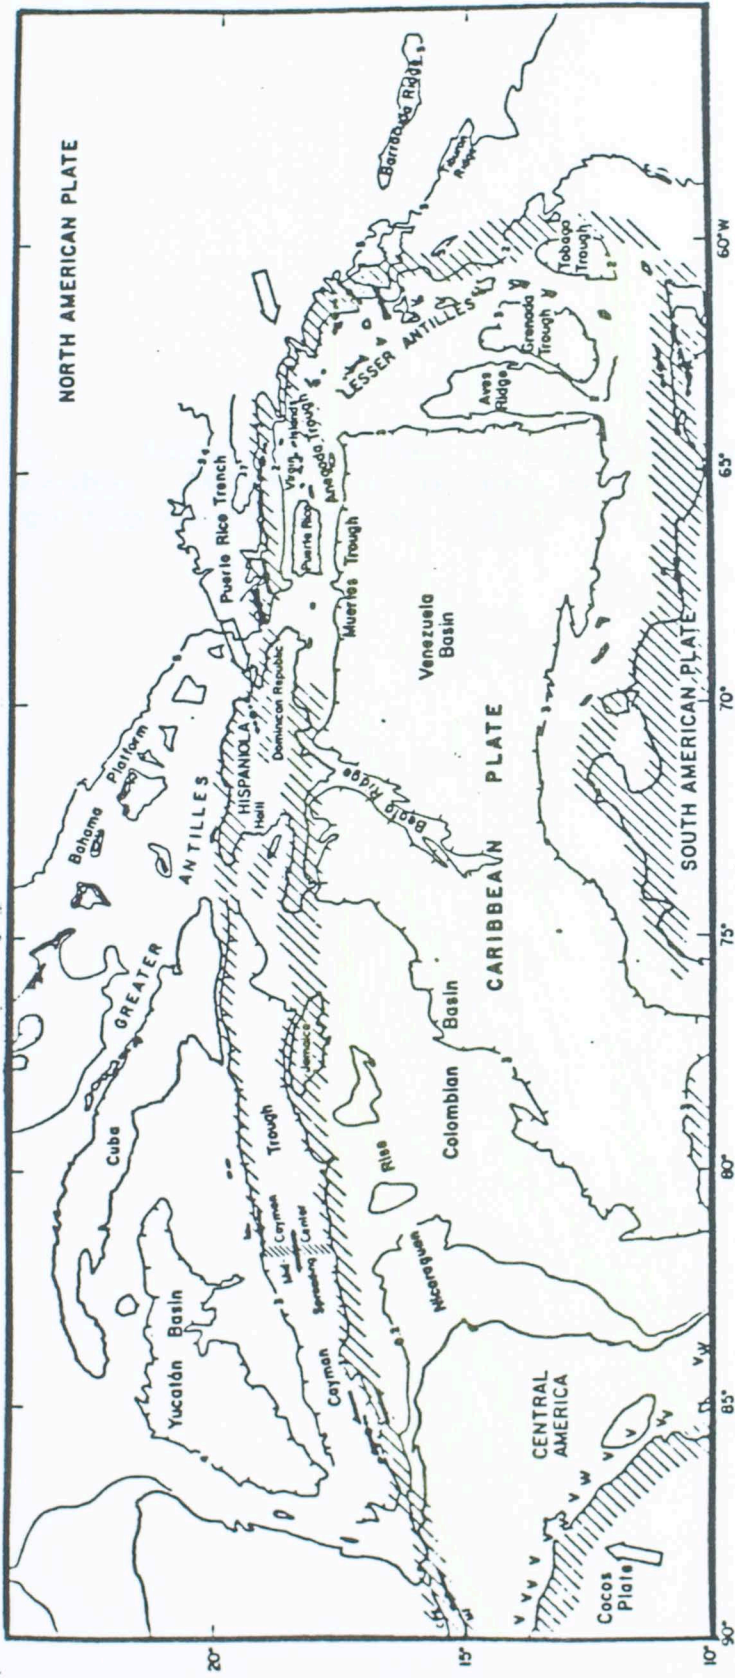 NORTH AMERICAN PLATE
Barracuda Ridge
Tiburon
Ridge
Bahama
Platform
Puerto Rico Trench
GREATER
ANTILLES
Cuba
Yucatán
Basin
HISPANIOLA
Haiti
Dominican Republic
Puerto Rico
Virgin Islands
Anegada Trough
LESSER ANTILLES
Muertos Trough
Cayman
Trough
Mid
Cayman
Spreading
Center
Jamaica
Beata Ridge
Venezuela
Basin
Aves
Ridge
Grenada
Trough
Tobago
Trough
Nicaraguan
Rise
Colombian
Basin
CARIBBEAN PLATE
CENTRAL
AMERICA
Cocos
Plate
SOUTH AMERICAN PLATE
20°
15°
10°
90°
85°
80°
75°
70°
65°
60°W